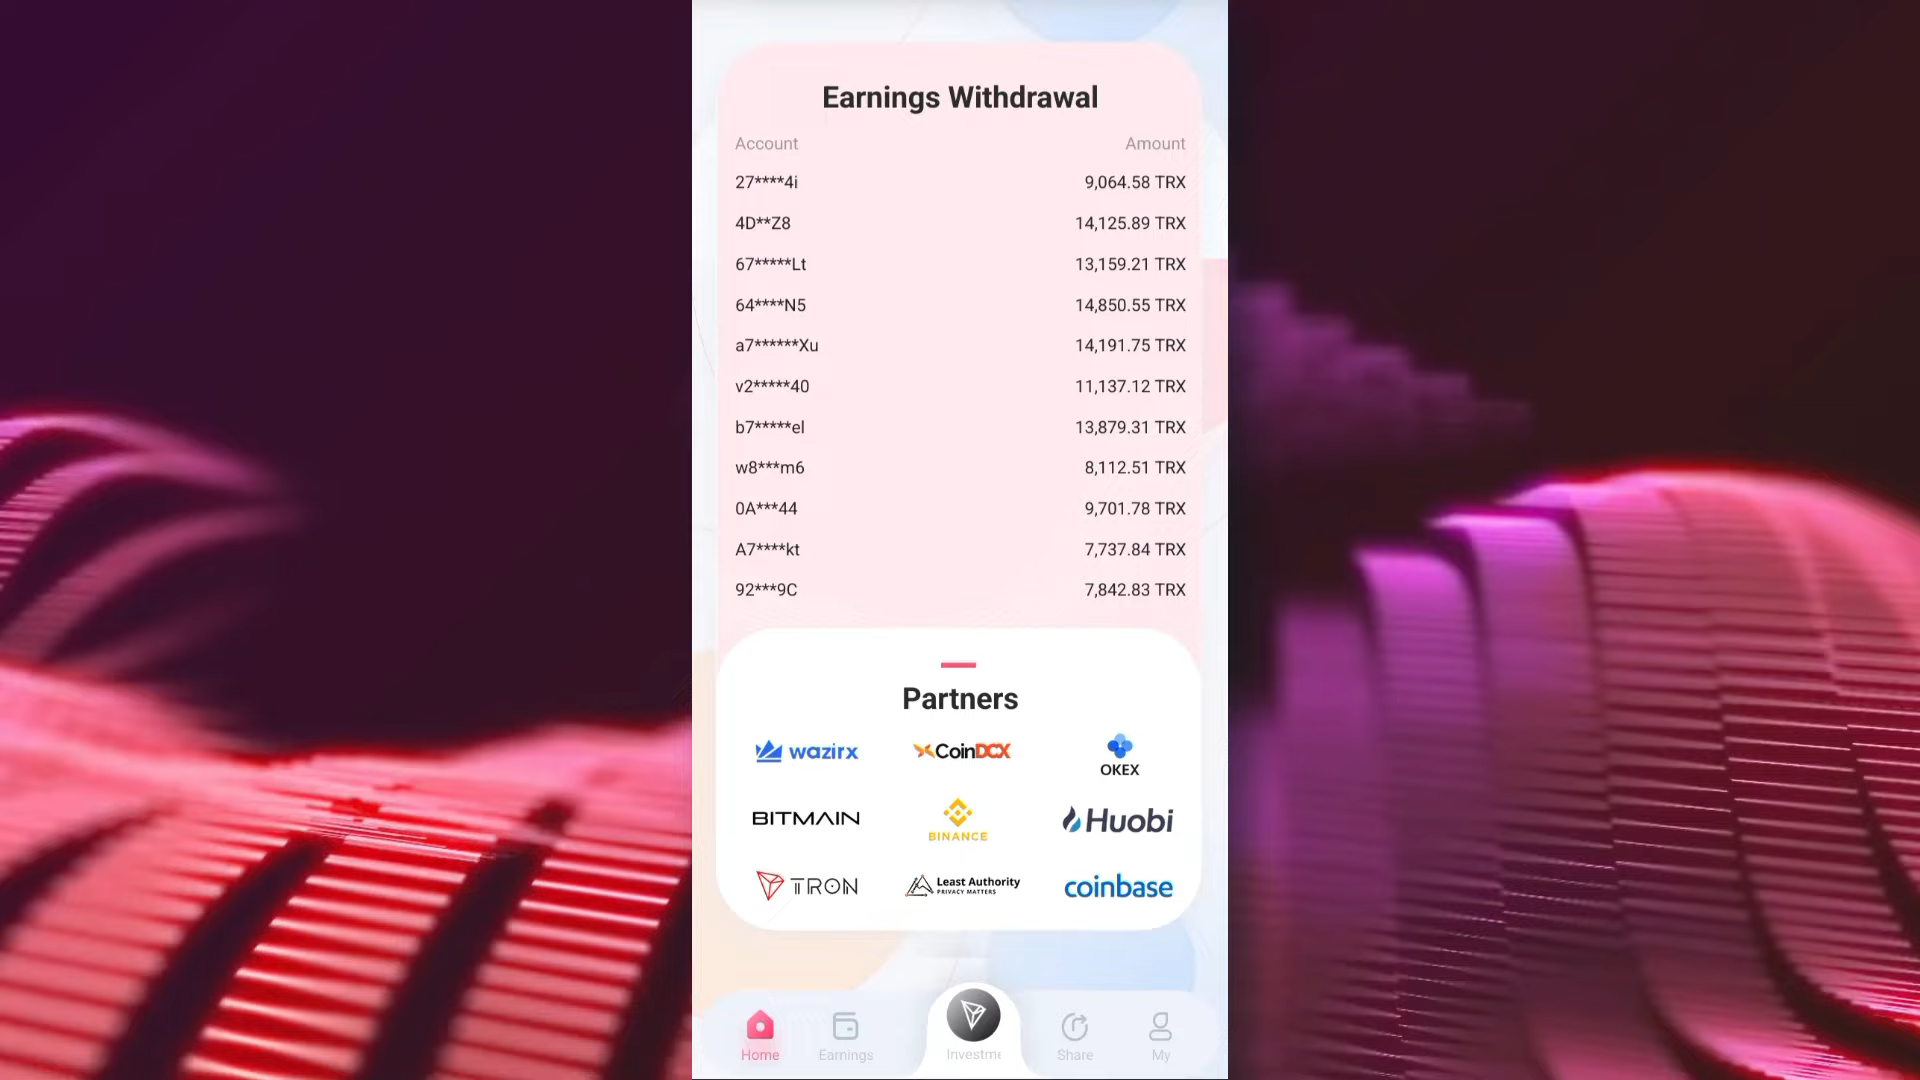 Earnings Withdrawal
Account Amount
27****4i 9,064.58 TRX
4D**Z8 14,125.89 TRX
67*****Lt 13,159.21 TRX
64****N5 14,850.55 TRX
a7******Xu 14,191.75 TRX
v2*****40 11,137.12 TRX
b7*****el 13,879.31 TRX
w8***m6 8,112.51 TRX
0A***44 9,701.78 TRX
A7****kt 7,737.84 TRX
92***9C 7,842.83 TRX
Partners
wazirx CoinDCX OKEX
BITMAIN BINANCE Huobi
TRON Least Authority coinbase
PRIVACY MATTERS
Home Earnings Investme Share My